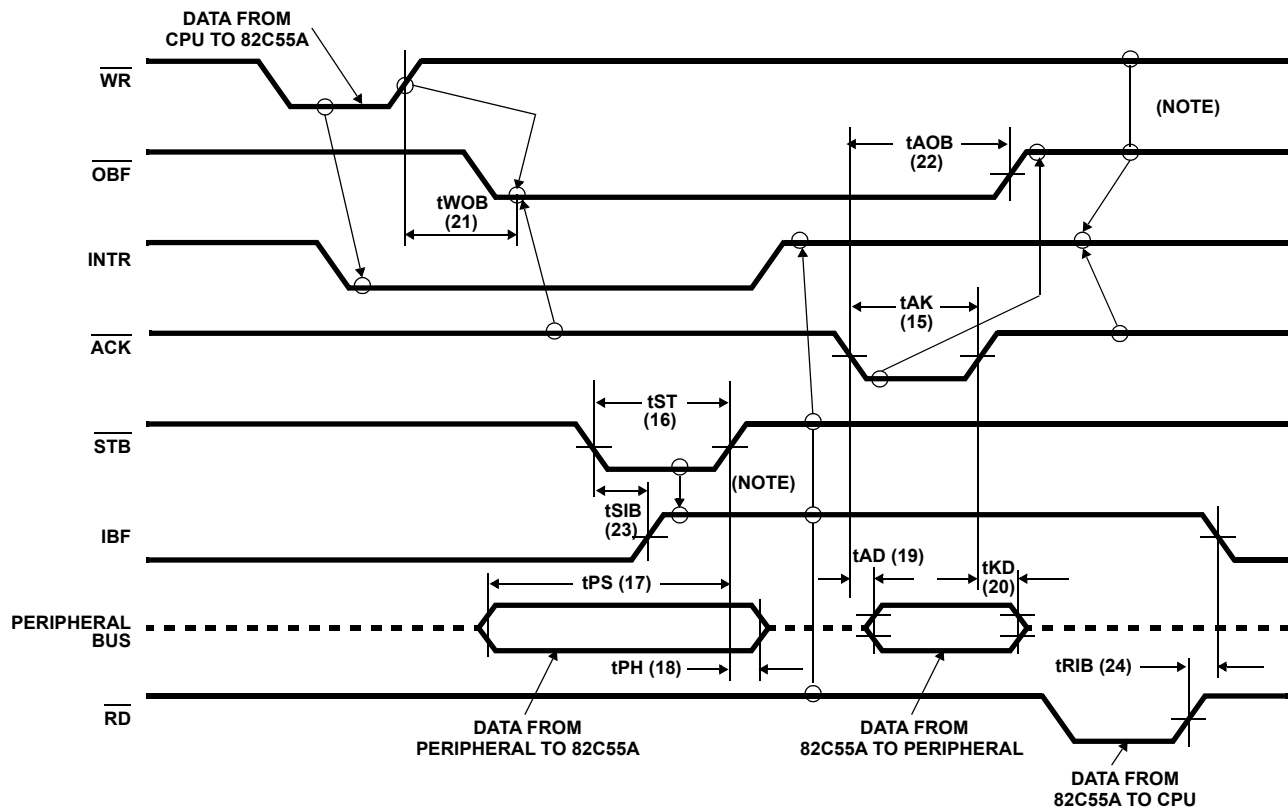 DATA FROM
CPU TO 82C55A
WR
(NOTE)
tAOB
(22)
OBF
tWOB
(21)
INTR
tAK
(15)
ACK
tST
(16)
STB
(NOTE)
tSIB
(23)
IBF
tAD (19)
tKD
(20)
tPS (17)
PERIPHERAL
BUS
tPH (18)
tRIB (24)
RD
DATA FROM
PERIPHERAL TO 82C55A
DATA FROM
82C55A TO PERIPHERAL
DATA FROM
82C55A TO CPU